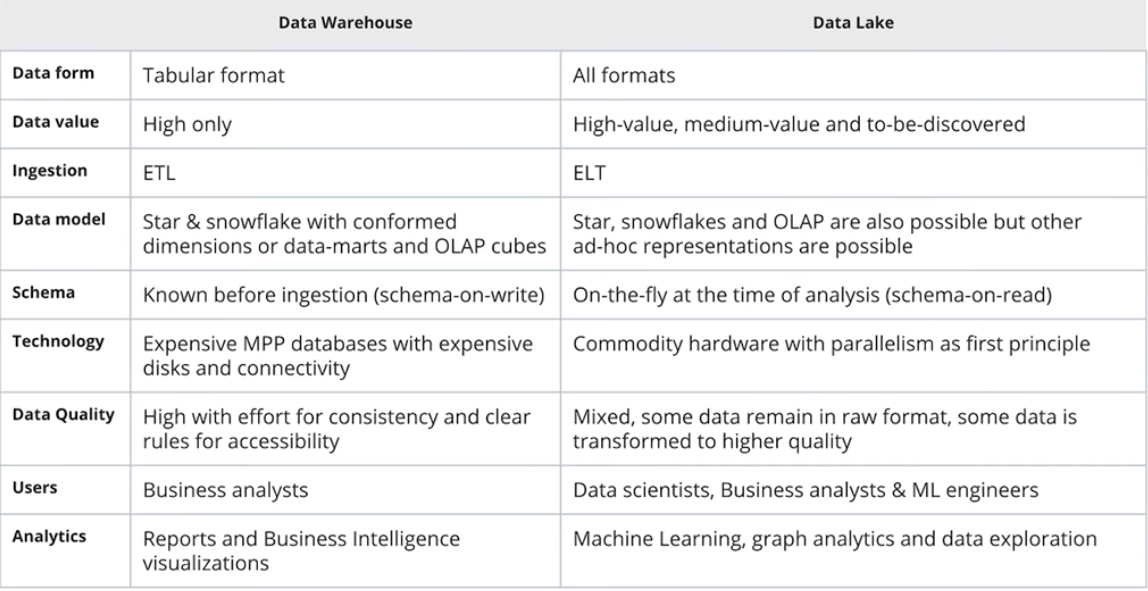 Data Warehouse Data Lake
Data form Tabular format All formats
Data value High only High-value, medium-value and to-be-discovered
Ingestion ETL ELT
Data model Star & snowflake with conformed Star, snowflakes and OLAP are also possible but other
dimensions or data-marts and OLAP cubes ad-hoc representations are possible
Schema Known before ingestion (schema-on-write) On-the-fly at the time of analysis (schema-on-read)
Technology Expensive MPP databases with expensive Commodity hardware with parallelism as first principle
disks and connectivity
Data Quality High with effort for consistency and clear Mixed, some data remain in raw format, some data is
rules for accessibility transformed to higher quality
Users Business analysts Data scientists, Business analysts & ML engineers
Analytics Reports and Business Intelligence Machine Learning, graph analytics and data exploration
visualizations